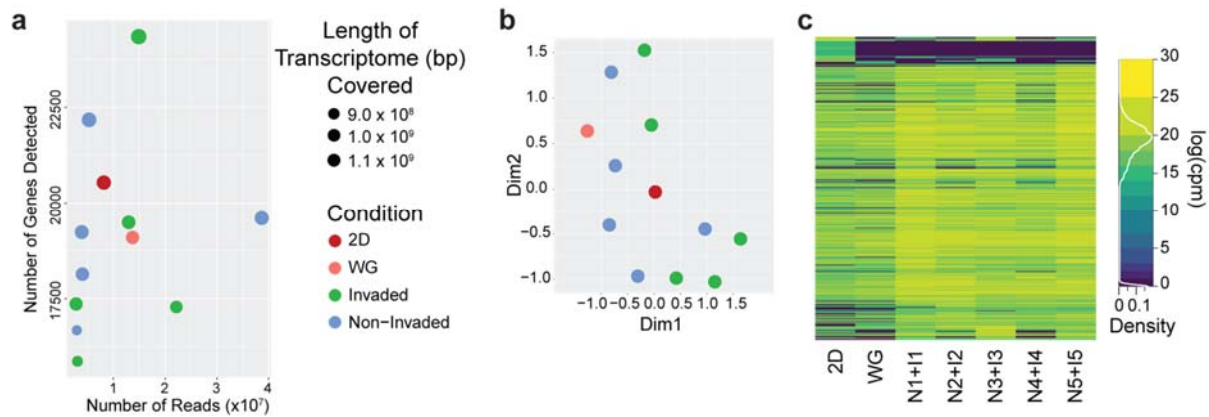 a
Number of Genes Detected
22500
20000
17500
1
2
3
4
Number of Reads (x10⁷)
Length of
Transcriptome (bp)
Covered
9.0 x 10⁸
1.0 x 10⁹
1.1 x 10⁹
Condition
2D
WG
Invaded
Non−Invaded
b
Dim2
1.5
1.0
0.5
0.0
−0.5
−1.0
−1.0
−0.5
0.0
0.5
1.0
1.5
Dim1
c
2D
WG
N1+I1
N2+I2
N3+I3
N4+I4
N5+I5
30
25
20
15
10
5
0
log(cpm)
0 0.1
Density